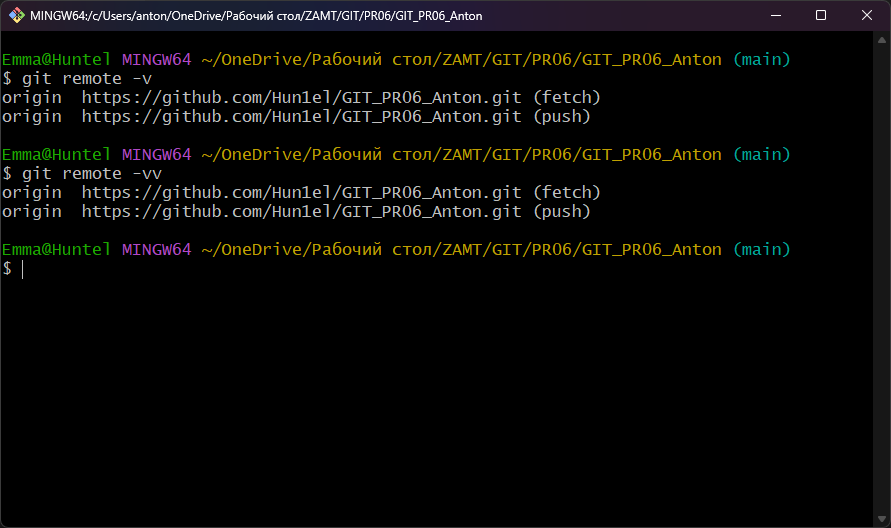 MINGW64:/c/Users/anton/OneDrive/Рабочий стол/ZAMT/GIT/PR06/GIT_PR06_Anton
Emma@Huntel MINGW64 ~/OneDrive/Рабочий стол/ZAMT/GIT/PR06/GIT_PR06_Anton (main)
$ git remote -v
origin  https://github.com/Hun1el/GIT_PR06_Anton.git (fetch)
origin  https://github.com/Hun1el/GIT_PR06_Anton.git (push)
Emma@Huntel MINGW64 ~/OneDrive/Рабочий стол/ZAMT/GIT/PR06/GIT_PR06_Anton (main)
$ git remote -vv
origin  https://github.com/Hun1el/GIT_PR06_Anton.git (fetch)
origin  https://github.com/Hun1el/GIT_PR06_Anton.git (push)
Emma@Huntel MINGW64 ~/OneDrive/Рабочий стол/ZAMT/GIT/PR06/GIT_PR06_Anton (main)
$